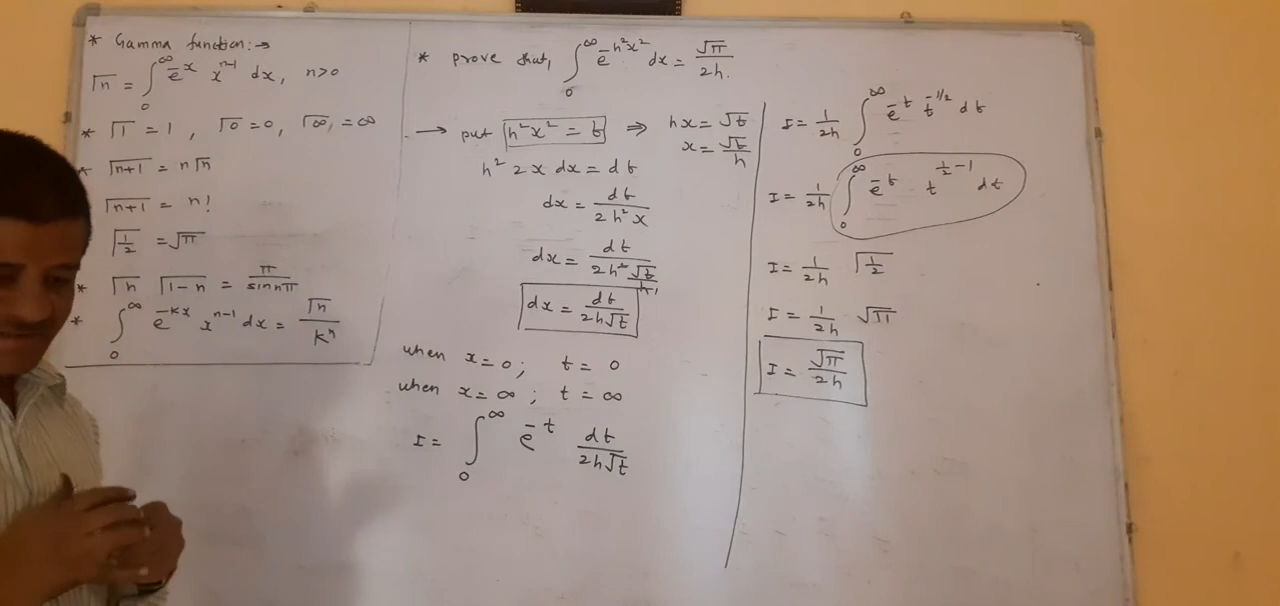 * Gamma function:→
√n = ∫₀^∞ e^-x x^n-1 dx, n>0
* √1 = 1, √0 = 0, √∞ = ∞
* √n+1 = n√n
√n+1 = n!
√1/2 = √π
* √n √1-n = π/sin nπ
* ∫₀^∞ e^-kx x^n-1 dx = √n/k^n
* prove that, ∫₀^∞ e^-h²x² dx = √π/2h.
→ put h²x² = t ⇒ hx = √t
x = √t/h
h² 2x dx = dt
dx = dt/2h²x
dx = dt/2h² √t/h
dx = dt/2h√t
when x=0; t = 0
when x=∞; t = ∞
I = ∫₀^∞ e^-t dt/2h√t
I = 1/2h ∫₀^∞ e^-t t^-1/2 dt
I = 1/2h ∫₀^∞ e^-t t^1/2-1 dt
I = 1/2h √1/2
I = 1/2h √π
I = √π/2h